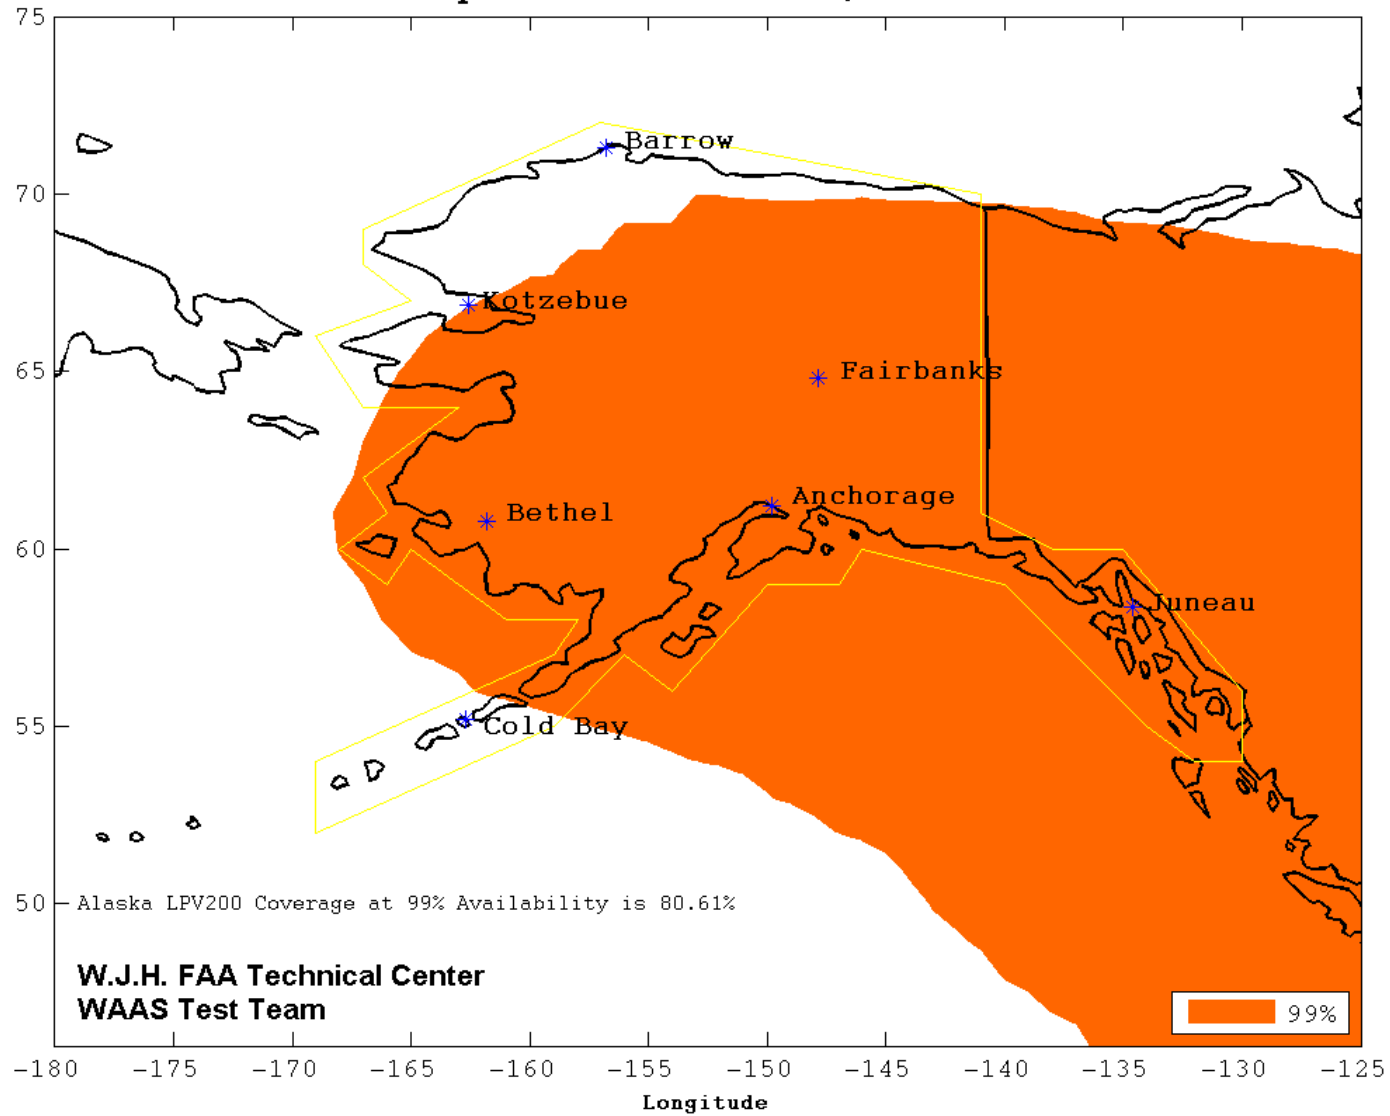 75
Barrow
70
Kotzebue
65
Fairbanks
Anchorage
Bethel
60
Juneau
55
Cold Bay
50
Alaska LPV200 Coverage at 99% Availability is 80.61%
W.J.H. FAA Technical Center
WAAS Test Team
99%
-180 -175 -170 -165 -160 -155 -150 -145 -140 -135 -130 -125
Longitude